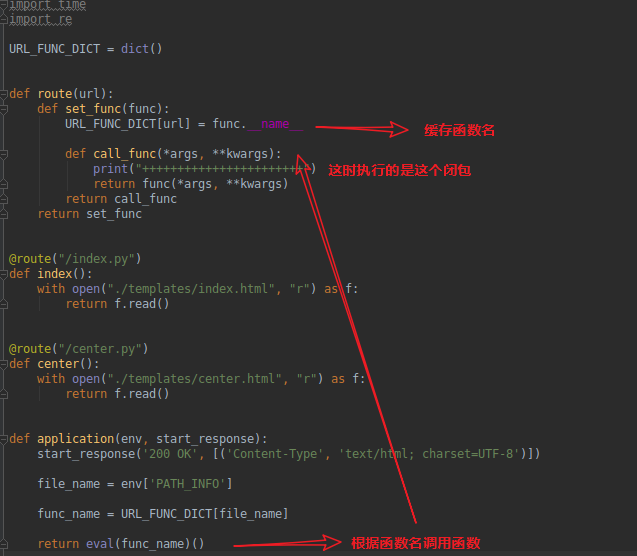 import time
import re
URL_FUNC_DICT = dict()
def route(url):
def set_func(func):
URL_FUNC_DICT[url] = func.__name__
缓存函数名
def call_func(*args, **kwargs):
print("++++++++++++++++++++++++)
这时执行的是这个闭包
return func(*args, **kwargs)
return call_func
return set_func
@route("/index.py")
def index():
with open("./templates/index.html", "r") as f:
return f.read()
@route("/center.py")
def center():
with open("./templates/center.html", "r") as f:
return f.read()
def application(env, start_response):
start_response('200 OK', [('Content-Type', 'text/html; charset=UTF-8')])
file_name = env['PATH_INFO']
func_name = URL_FUNC_DICT[file_name]
return eval(func_name)()
根据函数名调用函数